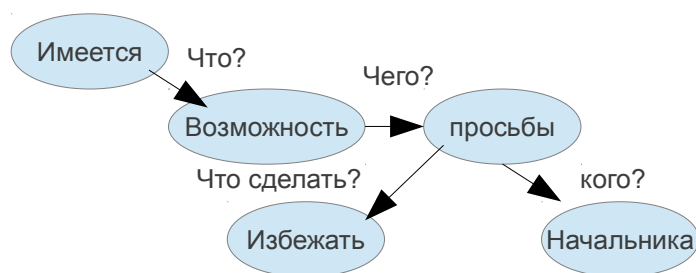 Имеется
Что?
Чего?
Возможность
просьбы
Что сделать?
кого?
Избежать
Начальника